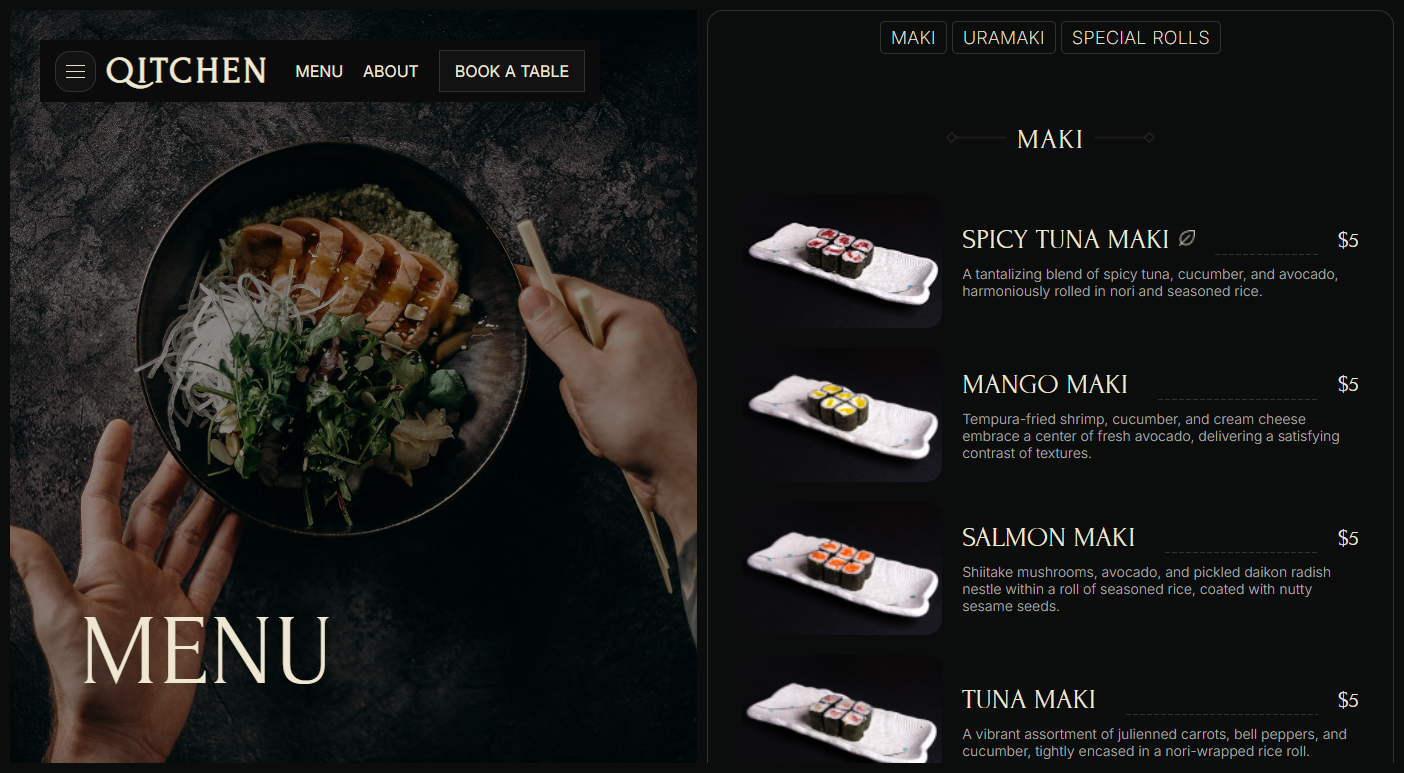 QITCHEN
MENU
ABOUT
BOOK A TABLE
MENU
MAKI
URAMAKI
SPECIAL ROLLS
MAKI
SPICY TUNA MAKI
$5
A tantalizing blend of spicy tuna, cucumber, and avocado,
harmoniously rolled in nori and seasoned rice.
MANGO MAKI
$5
Tempura-fried shrimp, cucumber, and cream cheese
embrace a center of fresh avocado, delivering a satisfying
contrast of textures.
SALMON MAKI
$5
Shiitake mushrooms, avocado, and pickled daikon radish
nestle within a roll of seasoned rice, coated with nutty
sesame seeds.
TUNA MAKI
$5
A vibrant assortment of julienned carrots, bell peppers, and
cucumber, tightly encased in a nori-wrapped rice roll.